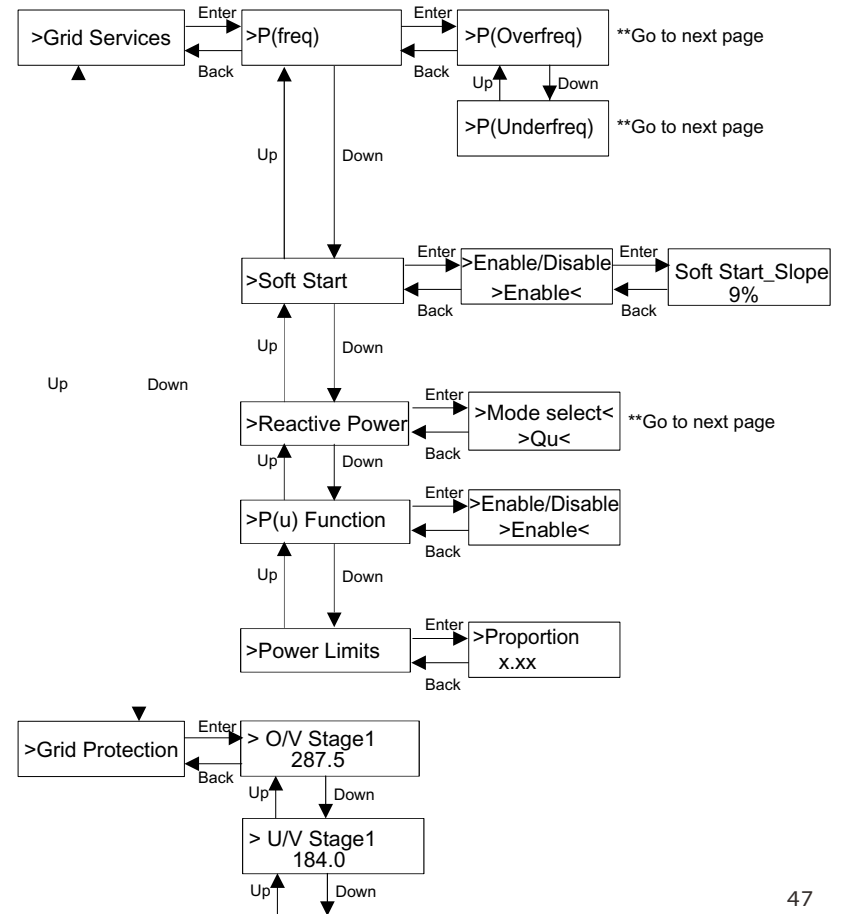 Enter
Enter
>Grid Services
>P(freq)
>P(Overfreq)
**Go to next page
Back
Back
Up
Down
>P(Underfreq)
**Go to next page
Up
Down
Enter
Enter
>Soft Start
>Enable/Disable
>Enable<
Soft Start_Slope
9%
Back
Back
Up
Down
Up
Down
Enter
>Reactive Power
>Mode select<
>Qu<
**Go to next page
Back
Up
Down
Enter
>P(u) Function
>Enable/Disable
>Enable<
Back
Up
Down
Enter
>Power Limits
>Proportion
x.xx
Back
Enter
>Grid Protection
> O/V Stage1
287.5
Back
Up
Down
> U/V Stage1
184.0
Up
Down
47